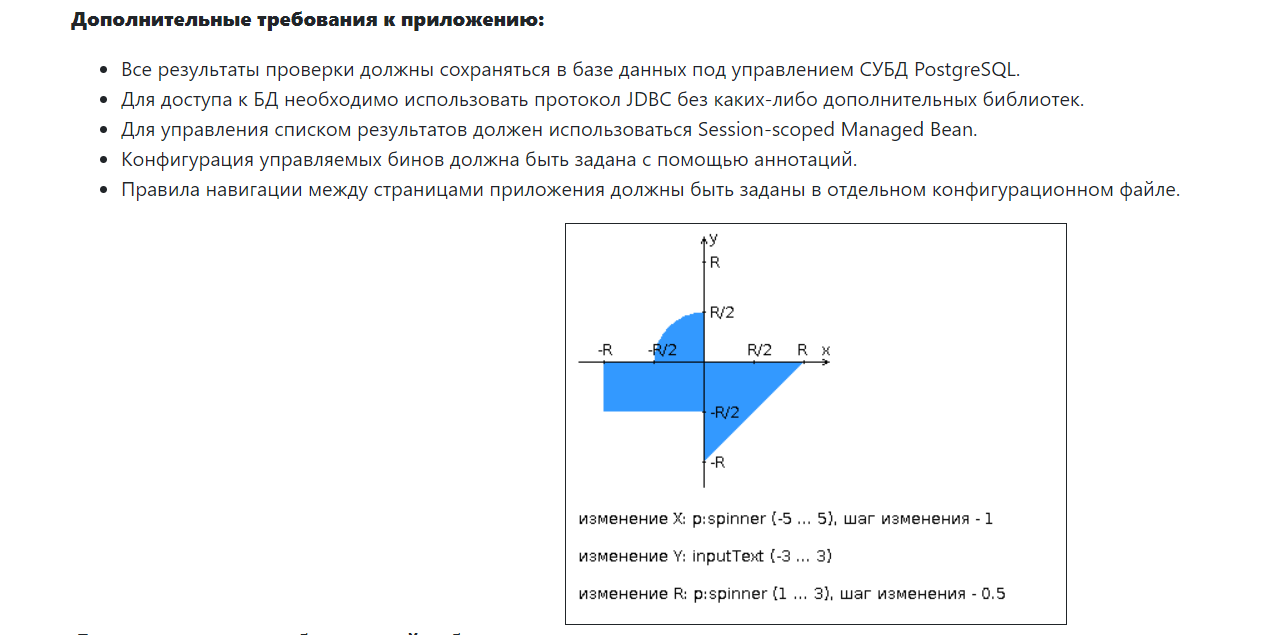 Дополнительные требования к приложению:
Все результаты проверки должны сохраняться в базе данных под управлением СУБД PostgreSQL.
Для доступа к БД необходимо использовать протокол JDBC без каких-либо дополнительных библиотек.
Для управления списком результатов должен использоваться Session-scoped Managed Bean.
Конфигурация управляемых бинов должна быть задана с помощью аннотаций.
Правила навигации между страницами приложения должны быть заданы в отдельном конфигурационном файле.
y
R
R/2
-R
-R/2
R/2
R
x
-R/2
-R
изменение X: p:spinner (-5 ... 5), шаг изменения - 1
изменение Y: inputText (-3 ... 3)
изменение R: p:spinner (1 ... 3), шаг изменения - 0.5